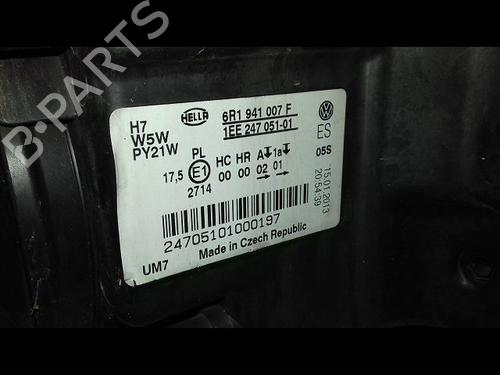 B-PARTS
H7
W5W
PY21W
HELLA
6R1 941 007 F
1EE 247 051-01
ES
05S
PL
17,5 E1
2714
HC HR A 1a
00 00 02 01
15.01.2013
20:54:39
24705101000197
UM7
Made in Czech Republic